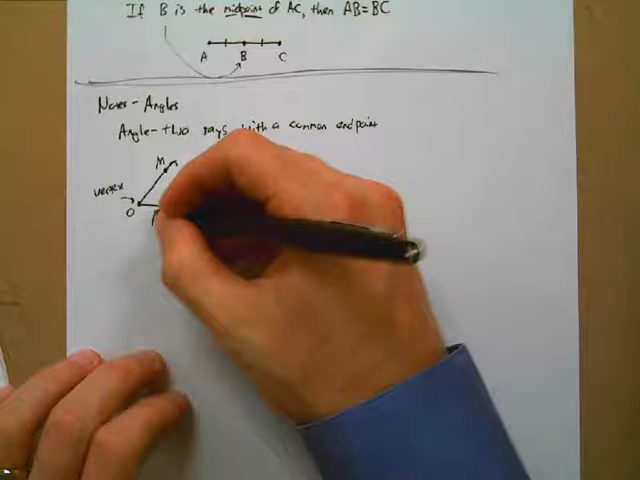 If B is the midpoint of AC, then AB=BC
A B C
Notes - Angles
Angle - two rays with a common endpoint
M
vertex
O